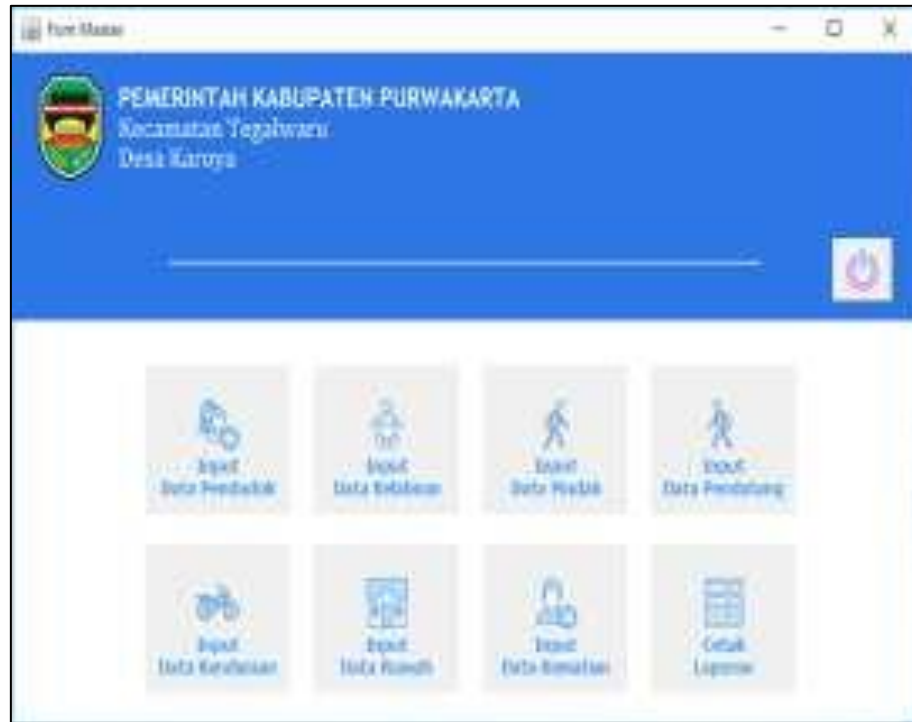 PEMERINTAH KABUPATEN PURWAKARTA
Kecamatan Tegalwaru
Desa Karoya
Input
Data Penduduk
Input
Data Kelahiran
Input
Data Pindah
Input
Data Pendatang
Input
Data Kendaraan
Input
Data Rumah
Input
Data Kematian
Cetak
Laporan